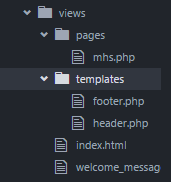 views
pages
mhs.php
templates
footer.php
header.php
index.html
welcome_messag